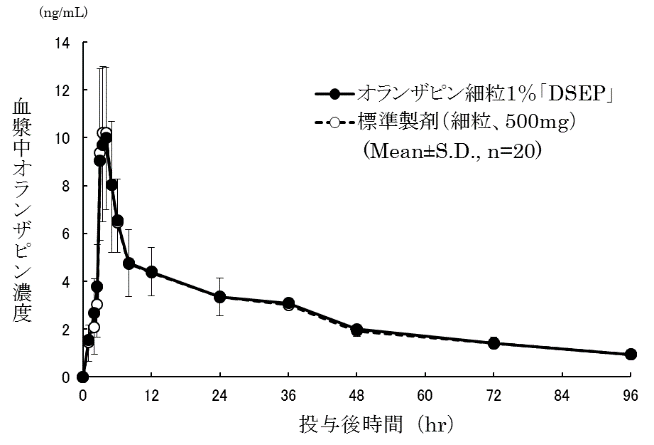 (ng/mL)
14
12
10
8
6
4
2
0
血漿中オランザピン濃度
オランザピン細粒1%「DSEP」
標準製剤(細粒、500mg)
(Mean±S.D., n=20)
0 12 24 36 48 60 72 84 96
投与後時間 (hr)